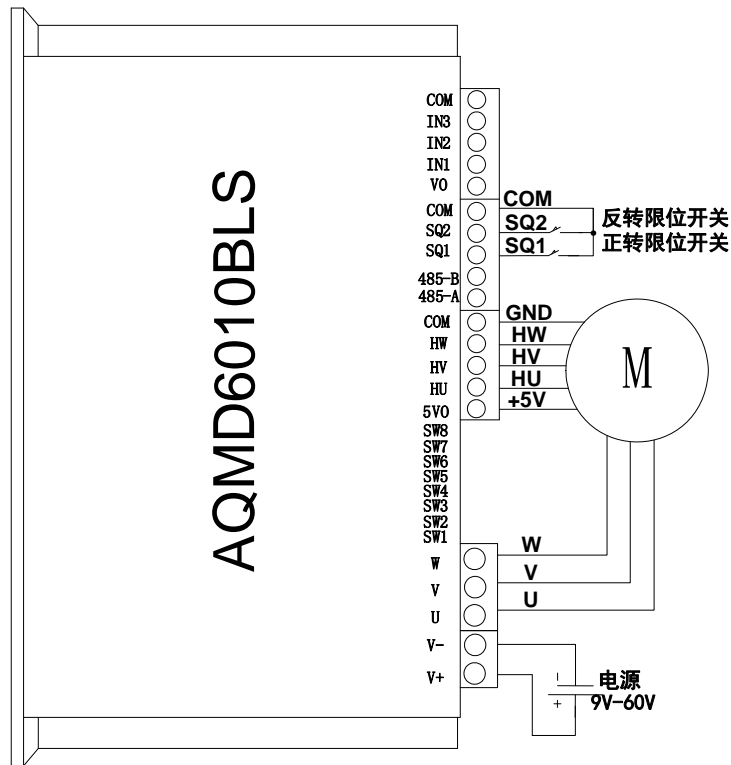 AQMD6010BLS
COM
IN3
IN2
IN1
VO
COM
SQ2
SQ1
485-B
485-A
COM
HW
HV
HU
5VO
SW8
SW7
SW6
SW5
SW4
SW3
SW2
SW1
W
V
U
V-
V+
COM
SQ2 反转限位开关
SQ1 正转限位开关
GND
HW
HV
HU
+5V
M
W
V
U
- 电源
+ 9V-60V